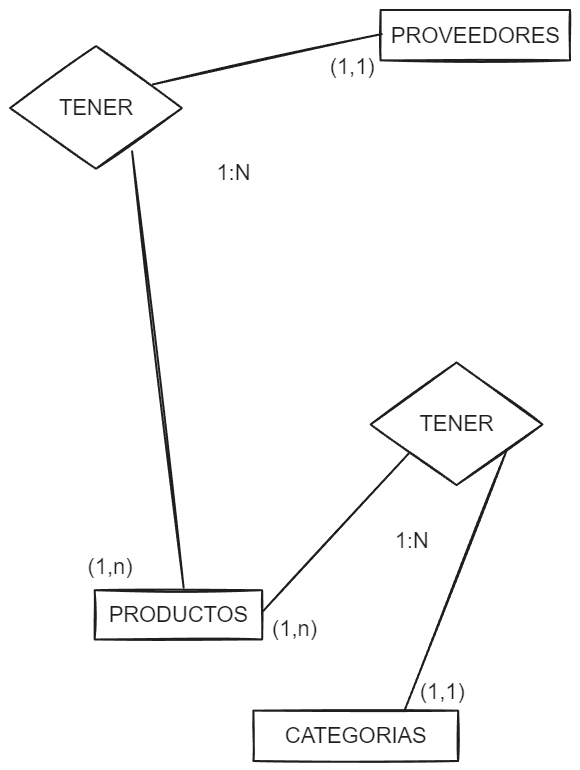 PROVEEDORES
(1,1)
TENER
1:N
TENER
1:N
(1,n)
PRODUCTOS
(1,n)
(1,1)
CATEGORIAS